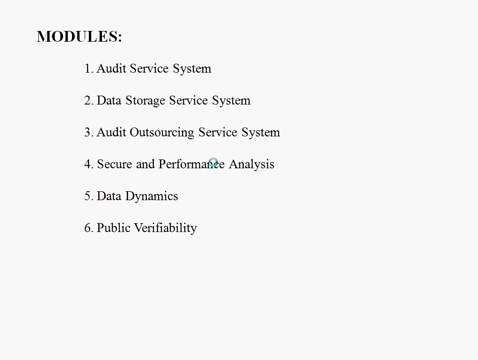 MODULES:
1. Audit Service System
2. Data Storage Service System
3. Audit Outsourcing Service System
4. Secure and Performance Analysis
5. Data Dynamics
6. Public Verifiability